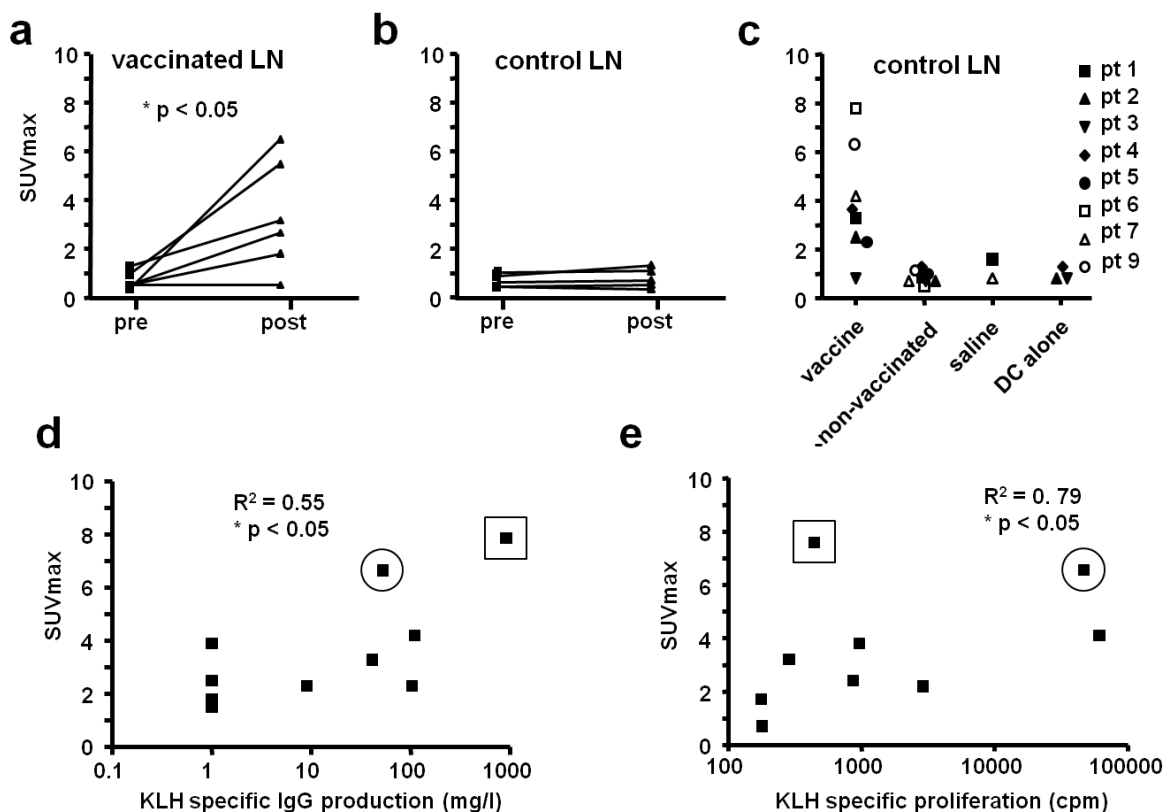 a
vaccinated LN
* p < 0.05
SUVmax
10
8
6
4
2
0
pre
post
b
control LN
10
8
6
4
2
0
pre
post
c
control LN
10
8
6
4
2
0
vaccine
non-vaccinated
saline
DC alone
pt 1
pt 2
pt 3
pt 4
pt 5
pt 6
pt 7
pt 9
d
R² = 0.55
* p < 0.05
SUVmax
10
8
6
4
2
0
0.1 1 10 100 1000
KLH specific IgG production (mg/l)
e
R² = 0. 79
* p < 0.05
SUVmax
10
8
6
4
2
0
100 1000 10000 100000
KLH specific proliferation (cpm)